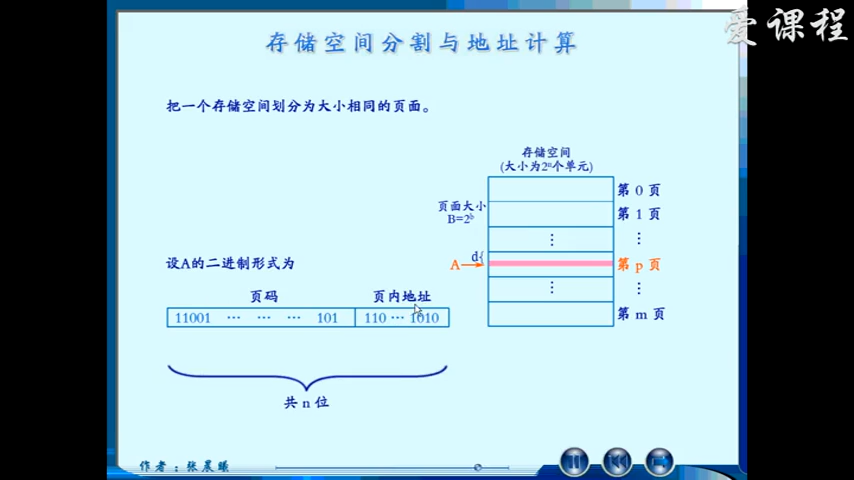 爱课程
存储空间分割与地址计算
把一个存储空间划分为大小相同的页面。
存储空间
(大小为2ⁿ个单元)
第 0 页
页面大小
B=2ᵇ
第 1 页
⋮ ⋮
d{
A 第 p 页
⋮ ⋮
第 m 页
设A的二进制形式为
页码 页内地址
11001 … … … 101 110 … 1010
共 n 位
作者：张晨曦